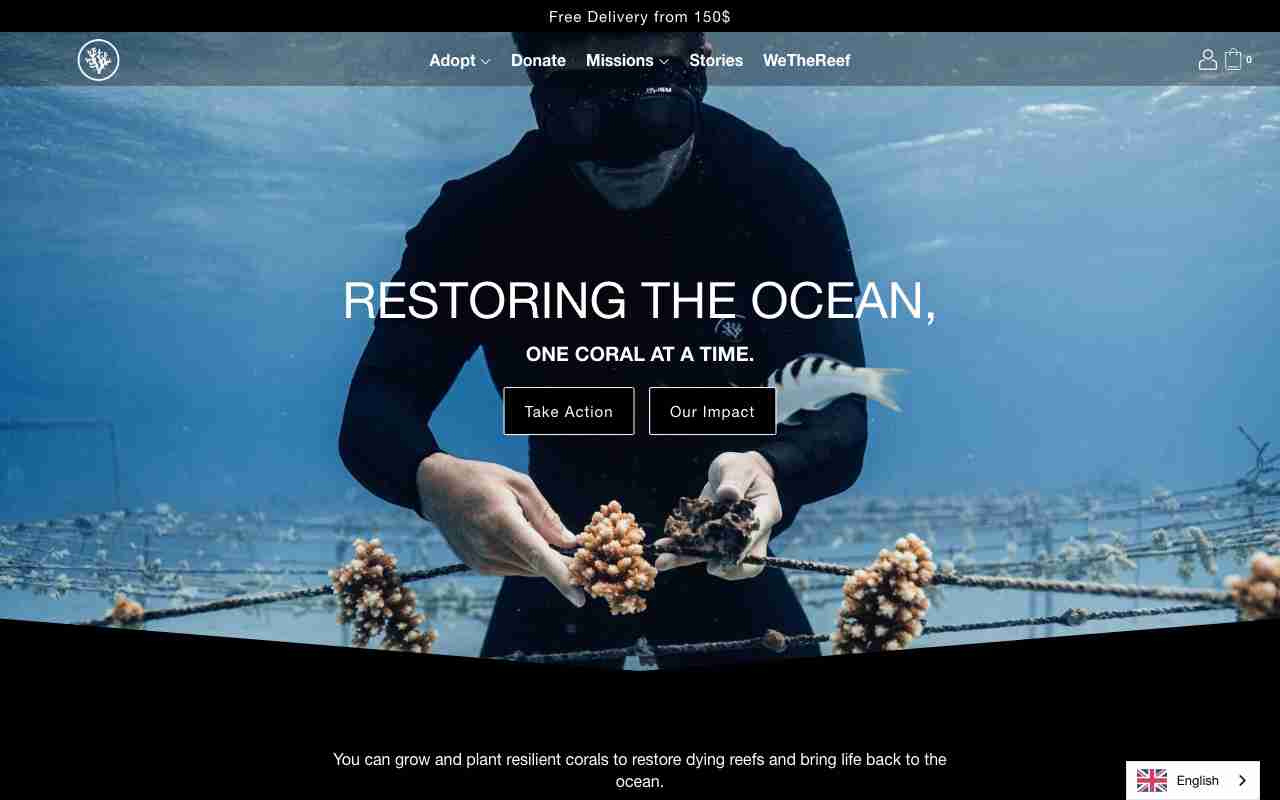 Free Delivery from 150$
Adopt Donate Missions Stories WeTheReef
0
RESTORING THE OCEAN,
ONE CORAL AT A TIME.
Take Action Our Impact
You can grow and plant resilient corals to restore dying reefs and bring life back to the
ocean.
English